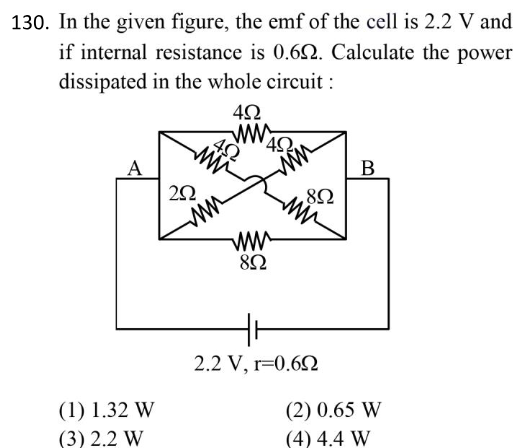 130. In the given figure, the emf of the cell is 2.2 V and
if internal resistance is 0.6Ω. Calculate the power
dissipated in the whole circuit :
4Ω
4Ω 4Ω
A B
2Ω 8Ω
8Ω
2.2 V, r=0.6Ω
(1) 1.32 W (2) 0.65 W
(3) 2.2 W (4) 4.4 W